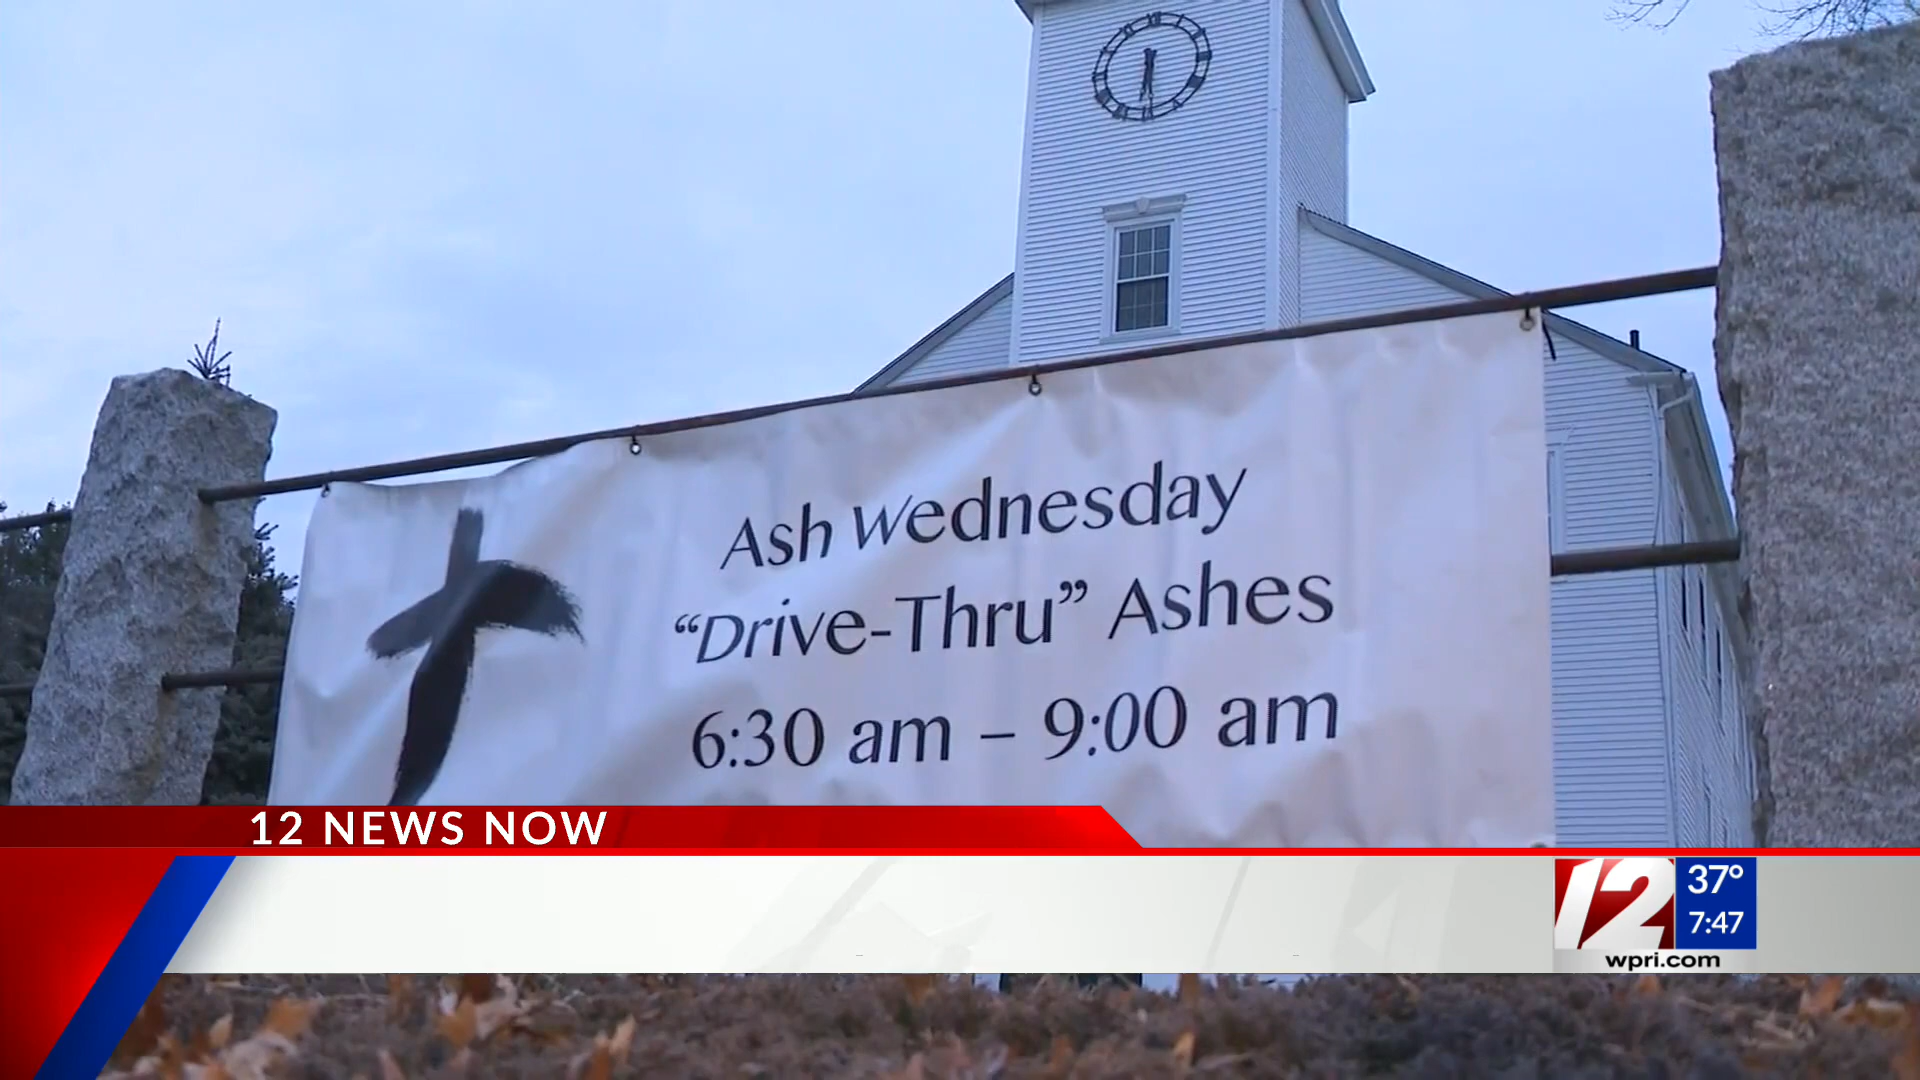 Ash Wednesday
“Drive-Thru” Ashes
6:30 am – 9:00 am
12 NEWS NOW
12
37°
7:47
wpri.com